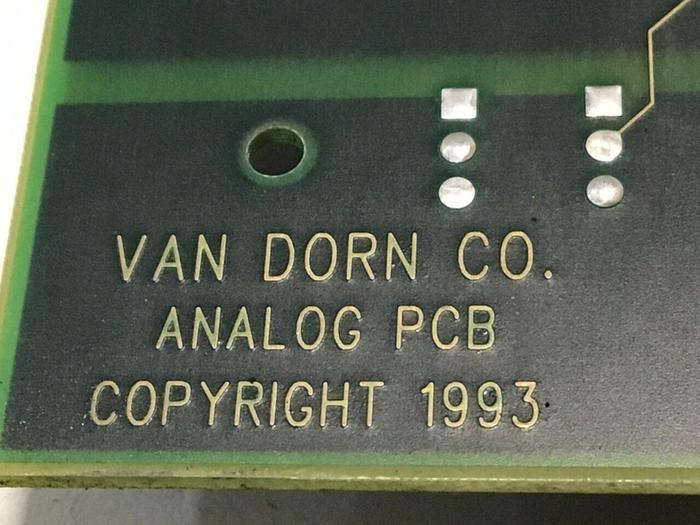 VAN DORN CO.
ANALOG PCB
COPYRIGHT 1993